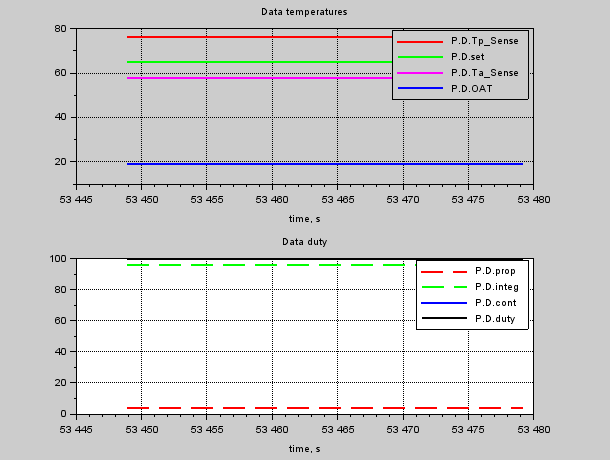 Data temperatures
80
60
40
20
P.D.Tp_Sense
P.D.set
P.D.Ta_Sense
P.D.OAT
53 445 53 450 53 455 53 460 53 465 53 470 53 475 53 480
time, s
Data duty
100
80
60
40
20
0
P.D.prop
P.D.integ
P.D.cont
P.D.duty
53 445 53 450 53 455 53 460 53 465 53 470 53 475 53 480
time, s